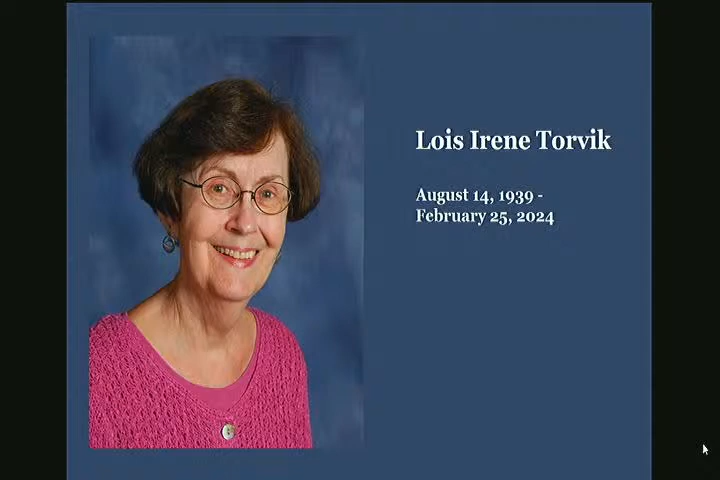 Lois Irene Torvik
August 14, 1939 -
February 25, 2024